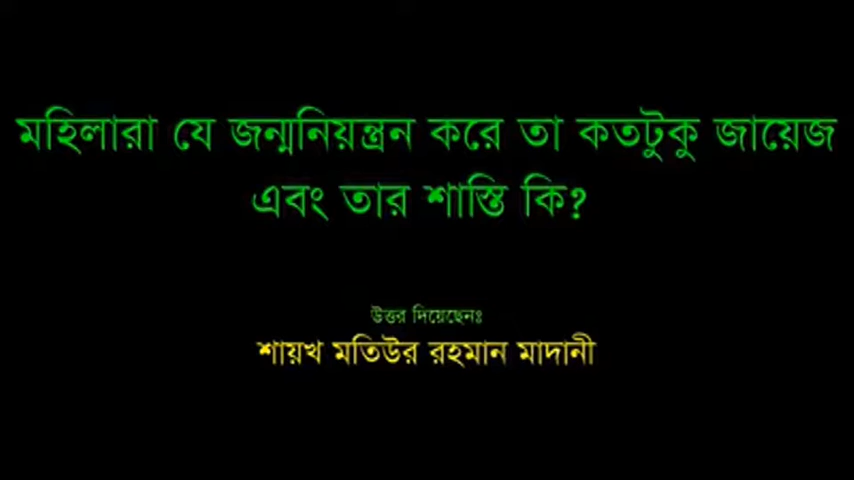 মহিলারা যে জন্মনিয়ন্ত্রন করে তা কতটুকু জায়েজ
এবং তার শাস্তি কি?
উত্তর দিয়েছেনঃ
শায়খ মতিউর রহমান মাদানী